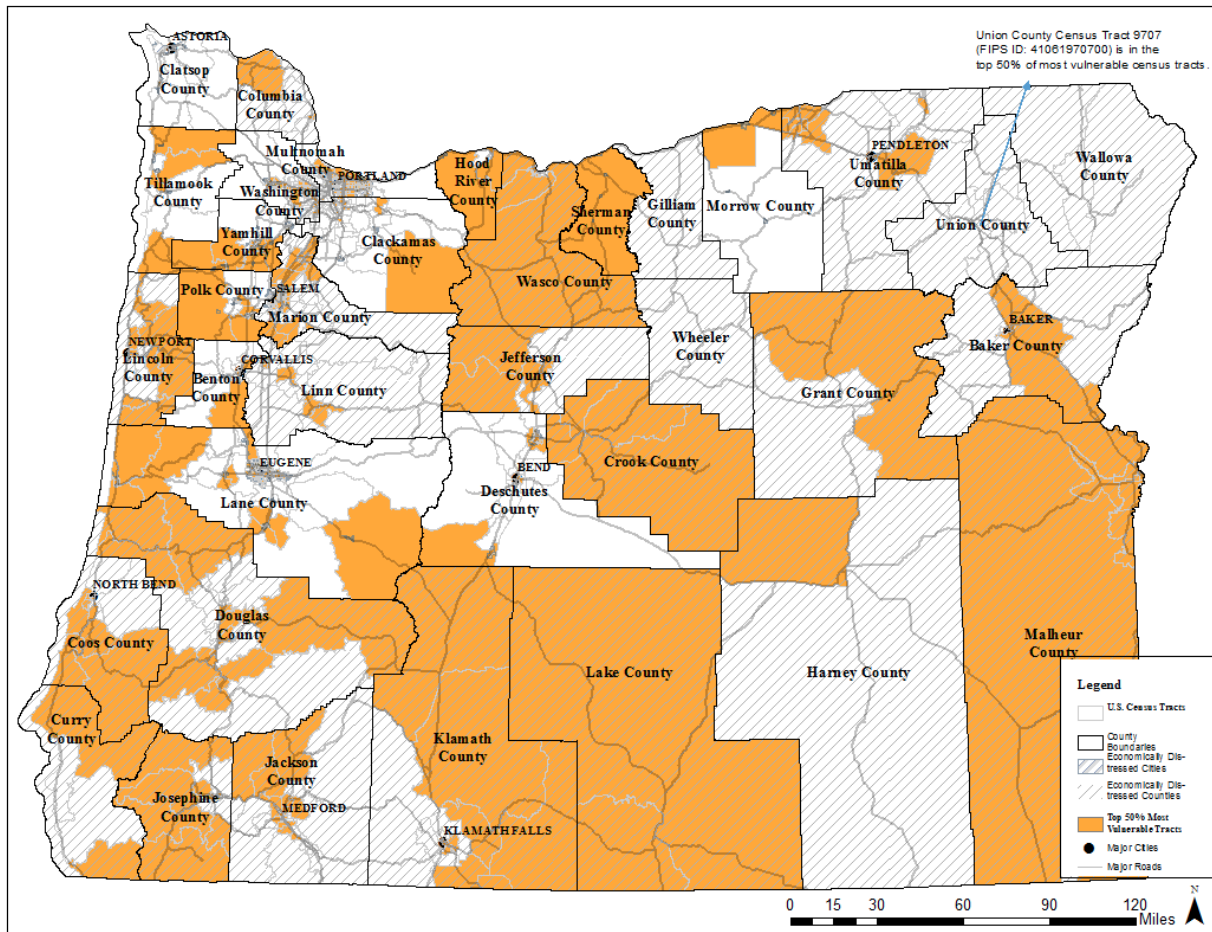 Union County Census Tract 9707
(FIPS ID: 41061970700) is in the
top 50% of most vulnerable census tracts.
ASTORIA
Clatsop
County
Columbia
County
Multnomah
County
PORTLAND
Hood
River
County
Tillamook
County
Washington
County
Yamhill
County
Clackamas
County
Sherman
County
Gilliam
County
Morrow County
PENDLETON
Umatilla
County
Wallowa
County
Union County
Wasco County
Polk County
SALEM
Marion County
NEWPORT
Lincoln
County
CORVALLIS
Benton
County
Linn County
Jefferson
County
Wheeler
County
Grant County
BAKER
Baker County
EUGENE
Lane County
BEND
Deschutes
County
Crook County
NORTH BEND
Douglas
County
Coos County
Lake County
Harney County
Malheur
County
Curry
County
Klamath
County
Jackson
County
Josephine
County
MEDFORD
KLAMATH FALLS
Legend
U.S. Census Tracts
County
Boundaries
Economically Dis-
tressed Cities
Economically Dis-
tressed Counties
Top 50% Most
Vulnerable Tracts
Major Cities
Major Roads
N
0 15 30 60 90 120
Miles